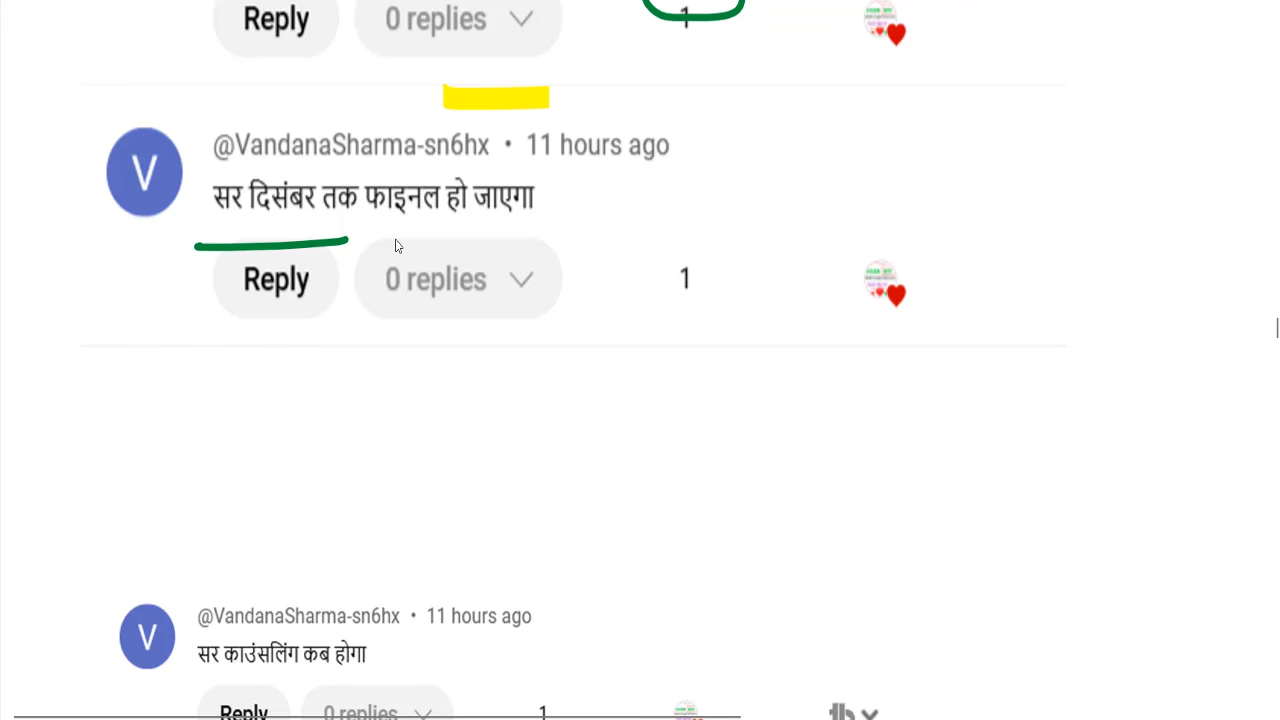 Reply 0 replies 1
@VandanaSharma-sn6hx • 11 hours ago
सर दिसंबर तक फाइनल हो जाएगा
Reply 0 replies 1
@VandanaSharma-sn6hx • 11 hours ago
सर काउंसलिंग कब होगा
Reply 0 replies 1